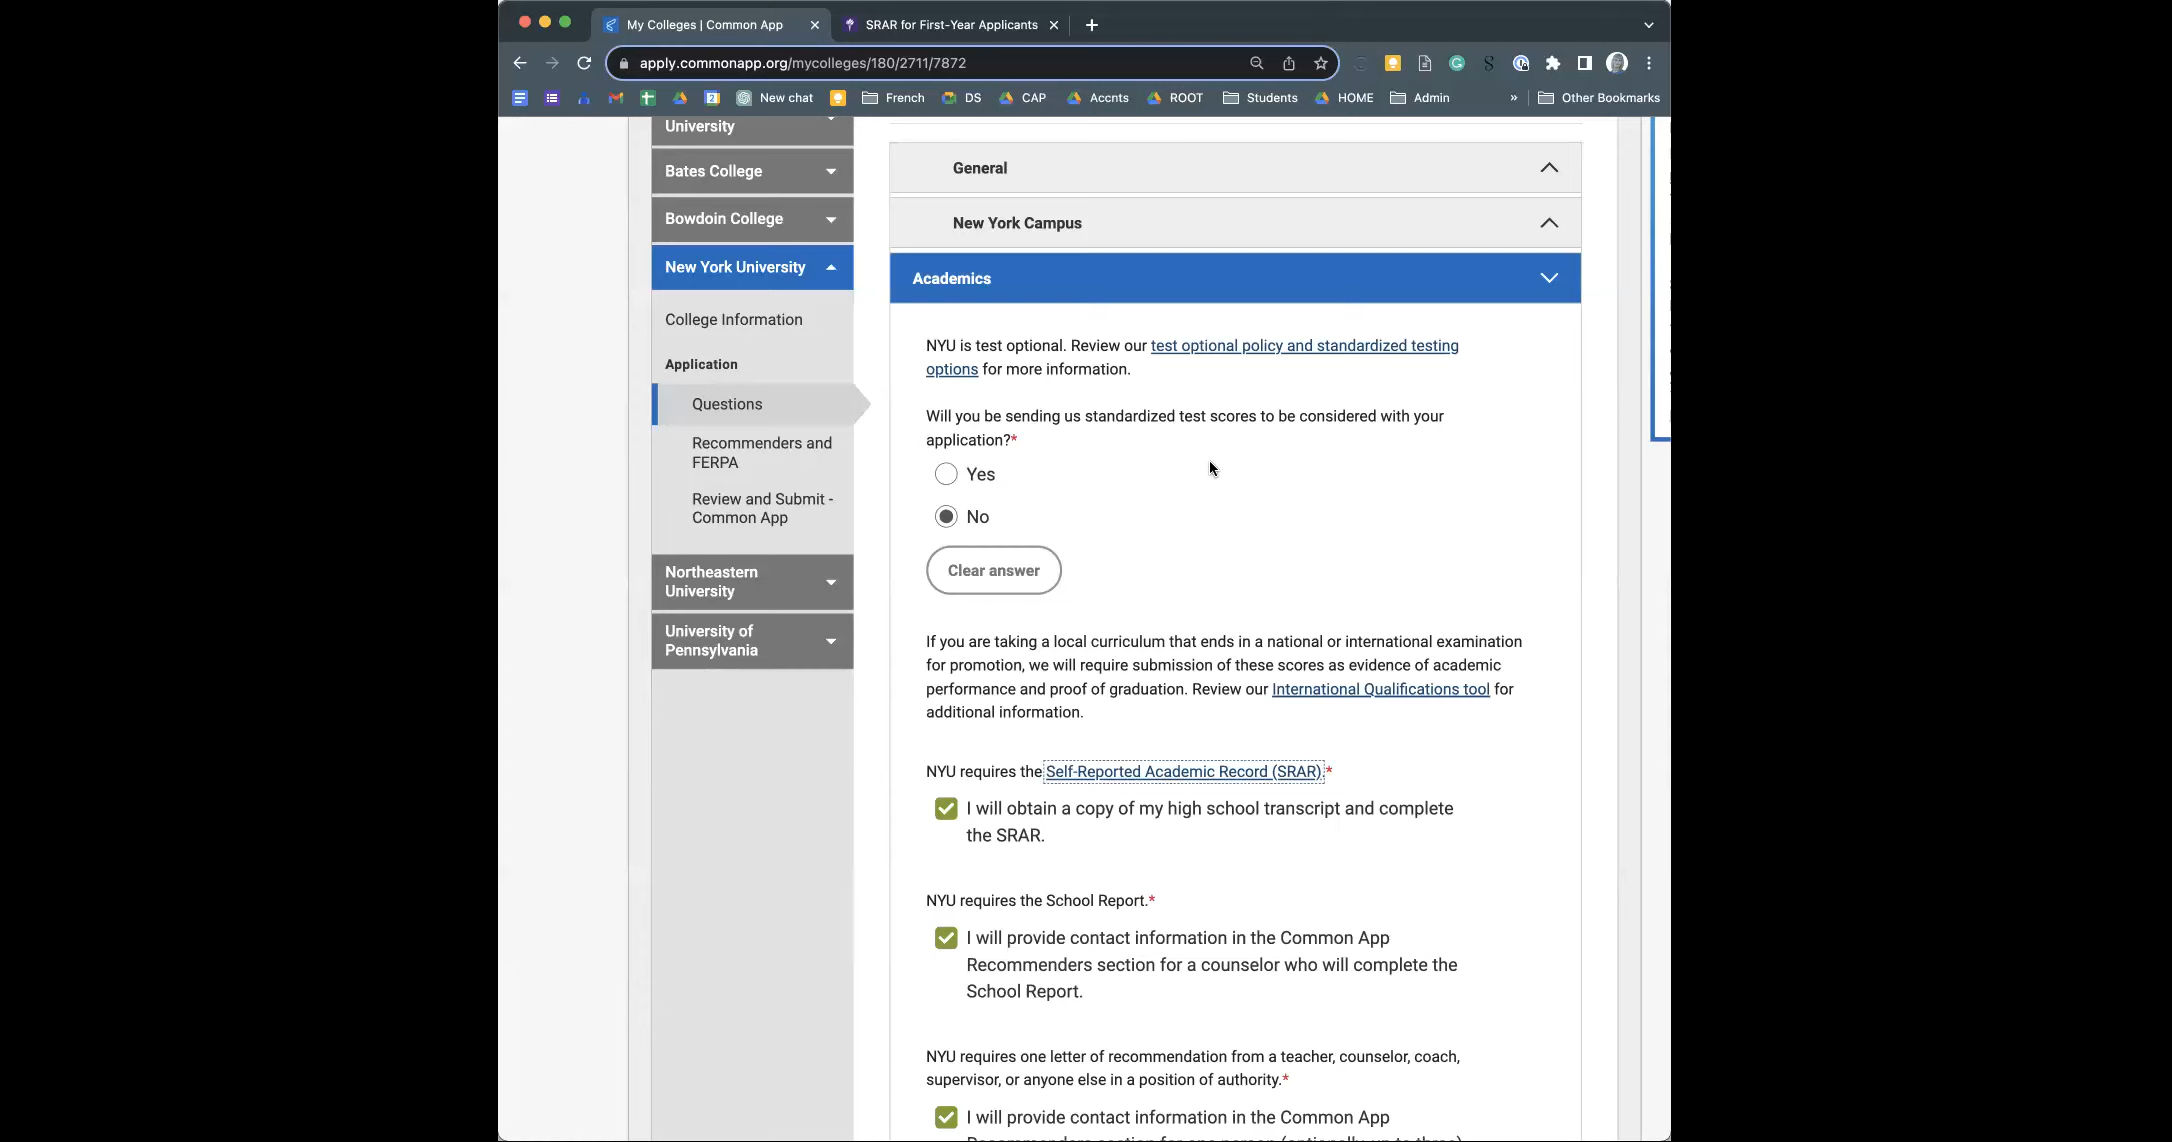 My Colleges | Common App
SRAR for First-Year Applicants
apply.commonapp.org/mycolleges/180/2711/7872
New chat
French
DS
CAP
Accnts
ROOT
Students
HOME
Admin
»
Other Bookmarks
University
Bates College
Bowdoin College
New York University
College Information
Application
Questions
Recommenders and
FERPA
Review and Submit -
Common App
Northeastern
University
University of
Pennsylvania
General
New York Campus
Academics
NYU is test optional. Review our test optional policy and standardized testing
options for more information.
Will you be sending us standardized test scores to be considered with your
application?*
Yes
No
Clear answer
If you are taking a local curriculum that ends in a national or international examination
for promotion, we will require submission of these scores as evidence of academic
performance and proof of graduation. Review our International Qualifications tool for
additional information.
NYU requires the Self-Reported Academic Record (SRAR).*
I will obtain a copy of my high school transcript and complete
the SRAR.
NYU requires the School Report.*
I will provide contact information in the Common App
Recommenders section for a counselor who will complete the
School Report.
NYU requires one letter of recommendation from a teacher, counselor, coach,
supervisor, or anyone else in a position of authority.*
I will provide contact information in the Common App
Recommenders section for one person (optionally, up to three)